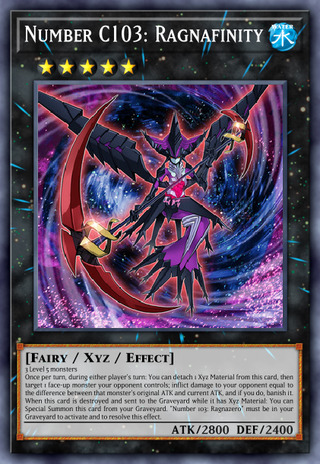 Number C103: Ragnafinity
WATER
水
[Fairy / Xyz / Effect]
3 Level 5 monsters
Once per turn, during either player's turn: You can detach 1 Xyz Material from this card, then
target 1 face-up monster your opponent controls; inflict damage to your opponent equal to
the difference between that monster's original ATK and current ATK, and if you do, banish it.
When this card is destroyed and sent to the Graveyard while it has Xyz Material: You can
Special Summon this card from your Graveyard. "Number 103: Ragnazero" must be in your
Graveyard to activate and to resolve this effect.
ATK/2800 DEF/2400